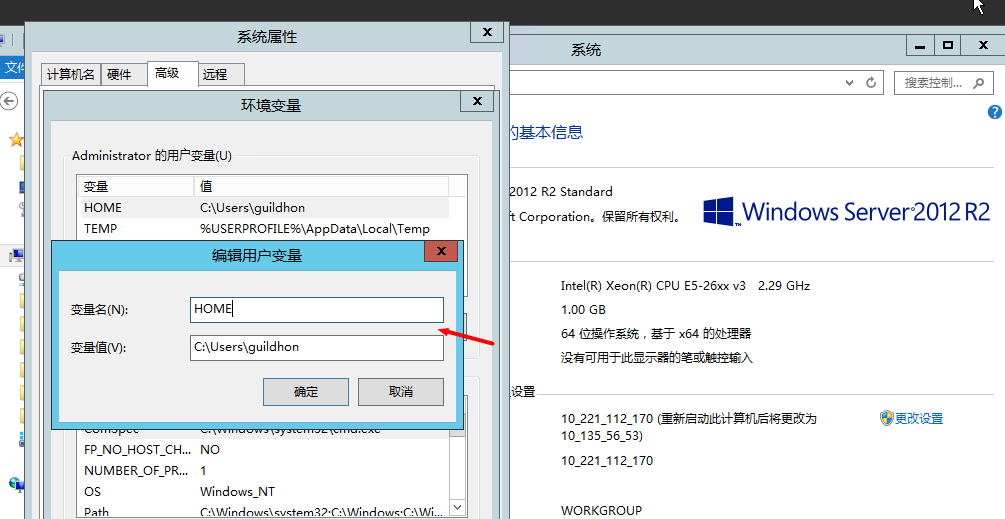 系统属性
计算机名 硬件 高级 远程
环境变量
Administrator 的用户变量(U)
变量 值
HOME C:\Users\guildhon
TEMP %USERPROFILE%\AppData\Local\Temp
编辑用户变量
变量名(N): HOME
变量值(V): C:\Users\guildhon
确定 取消
ComSpec C:\Windows\system32\cmd.exe
FP_NO_HOST_CH... NO
NUMBER_OF_PR... 1
OS Windows_NT
Path C:\Windows\system32;C:\Windows;C:\Wi...
文件
系统
搜索控制...
的基本信息
2012 R2 Standard
ft Corporation。保留所有权利。
Windows Server 2012 R2
Intel(R) Xeon(R) CPU E5-26xx v3 2.29 GHz
1.00 GB
64 位操作系统，基于 x64 的处理器
没有可用于此显示器的笔或触控输入
设置
10_221_112_170 (重新启动此计算机后将更改为
10_135_56_53)
更改设置
10_221_112_170
WORKGROUP